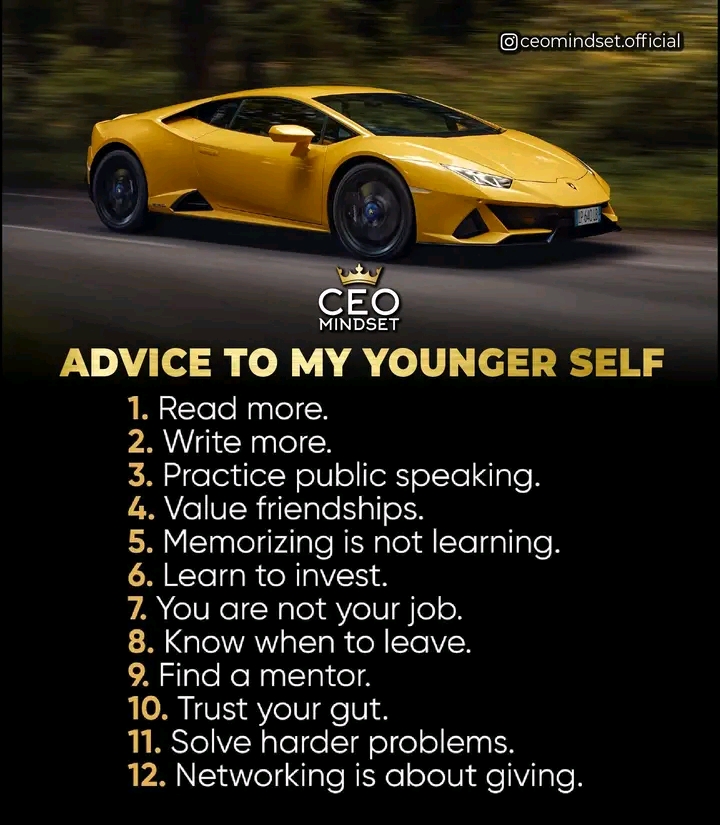 ceomindset.official
CEO
MINDSET
ADVICE TO MY YOUNGER SELF
1. Read more.
2. Write more.
3. Practice public speaking.
4. Value friendships.
5. Memorizing is not learning.
6. Learn to invest.
7. You are not your job.
8. Know when to leave.
9. Find a mentor.
10. Trust your gut.
11. Solve harder problems.
12. Networking is about giving.